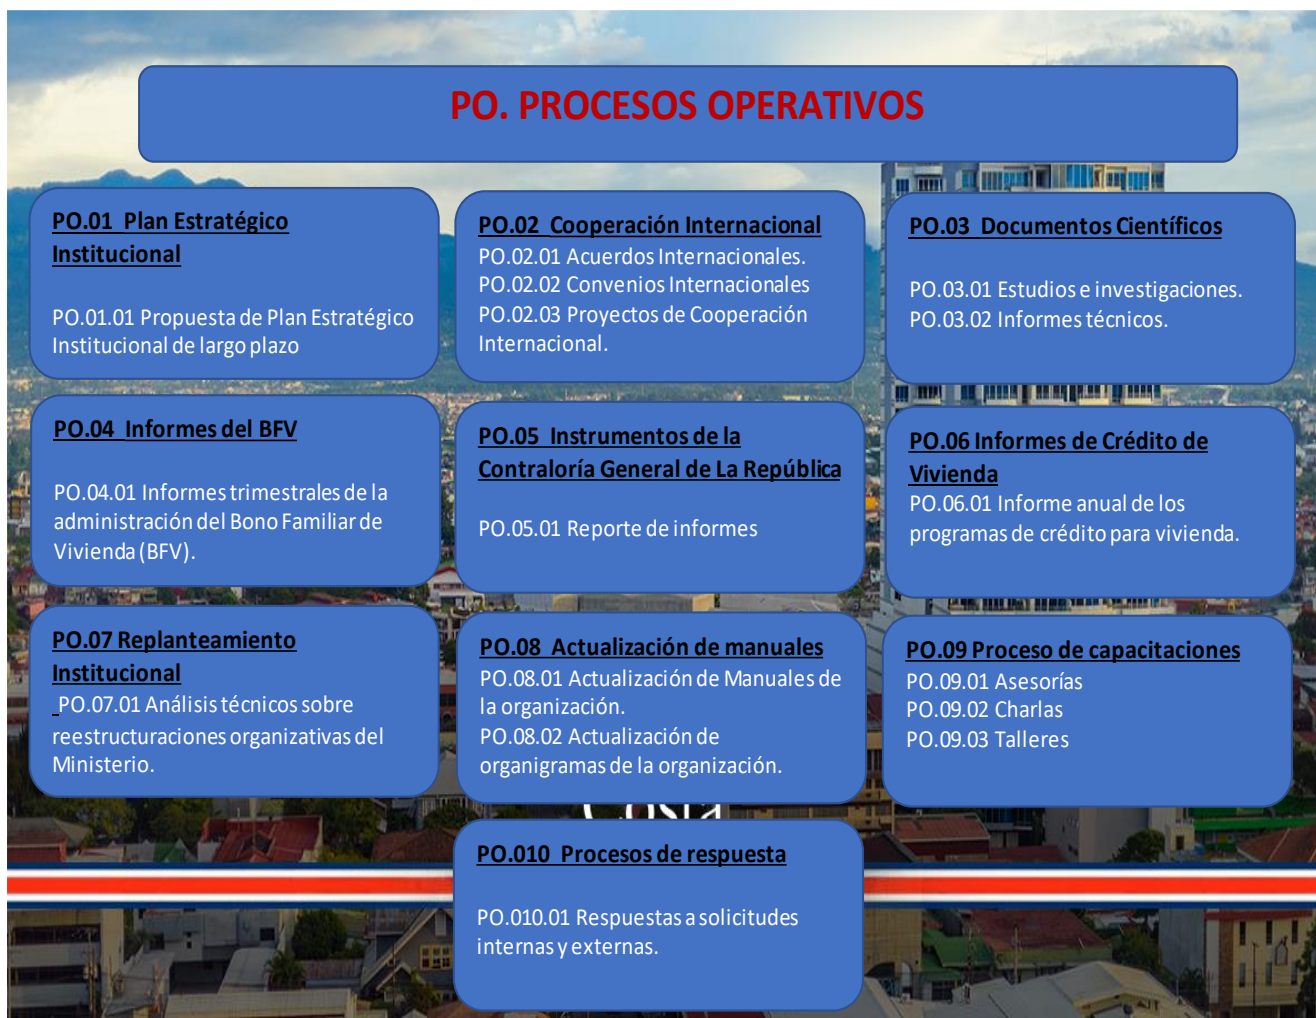 PO. PROCESOS OPERATIVOS
PO.01 Plan Estratégico
Institucional
PO.01.01 Propuesta de Plan Estratégico
Institucional de largo plazo
PO.02 Cooperación Internacional
PO.02.01 Acuerdos Internacionales.
PO.02.02 Convenios Internacionales
PO.02.03 Proyectos de Cooperación
Internacional.
PO.03 Documentos Científicos
PO.03.01 Estudios e investigaciones.
PO.03.02 Informes técnicos.
PO.04 Informes del BFV
PO.04.01 Informes trimestrales de la
administración del Bono Familiar de
Vivienda (BFV).
PO.05 Instrumentos de la
Contraloría General de La República
PO.05.01 Reporte de informes
PO.06 Informes de Crédito de
Vivienda
PO.06.01 Informe anual de los
programas de crédito para vivienda.
PO.07 Replanteamiento
Institucional
PO.07.01 Análisis técnicos sobre
reestructuraciones organizativas del
Ministerio.
PO.08 Actualización de manuales
PO.08.01 Actualización de Manuales de
la organización.
PO.08.02 Actualización de
organigramas de la organización.
PO.09 Proceso de capacitaciones
PO.09.01 Asesorías
PO.09.02 Charlas
PO.09.03 Talleres
PO.010 Procesos de respuesta
PO.010.01 Respuestas a solicitudes
internas y externas.